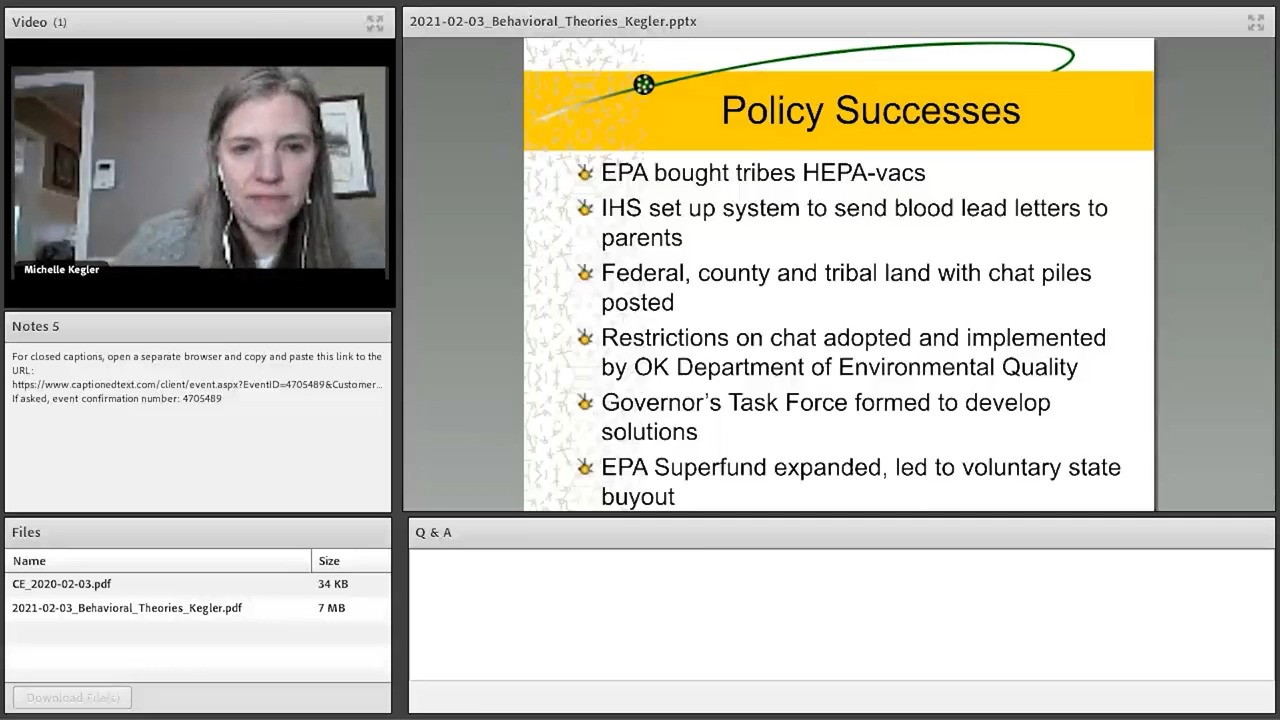 Video (1)
Michelle Kegler
Notes 5
For closed captions, open a separate browser and copy and paste this link to the
URL:
https://www.captionedtext.com/client/event.aspx?EventID=4705489&Customer...
If asked, event confirmation number: 4705489
Files
Name Size
CE_2020-02-03.pdf 34 KB
2021-02-03_Behavioral_Theories_Kegler.pdf 7 MB
Download File(s)
2021-02-03_Behavioral_Theories_Kegler.pptx
Policy Successes
EPA bought tribes HEPA-vacs
IHS set up system to send blood lead letters to
parents
Federal, county and tribal land with chat piles
posted
Restrictions on chat adopted and implemented
by OK Department of Environmental Quality
Governor's Task Force formed to develop
solutions
EPA Superfund expanded, led to voluntary state
buyout
Q & A